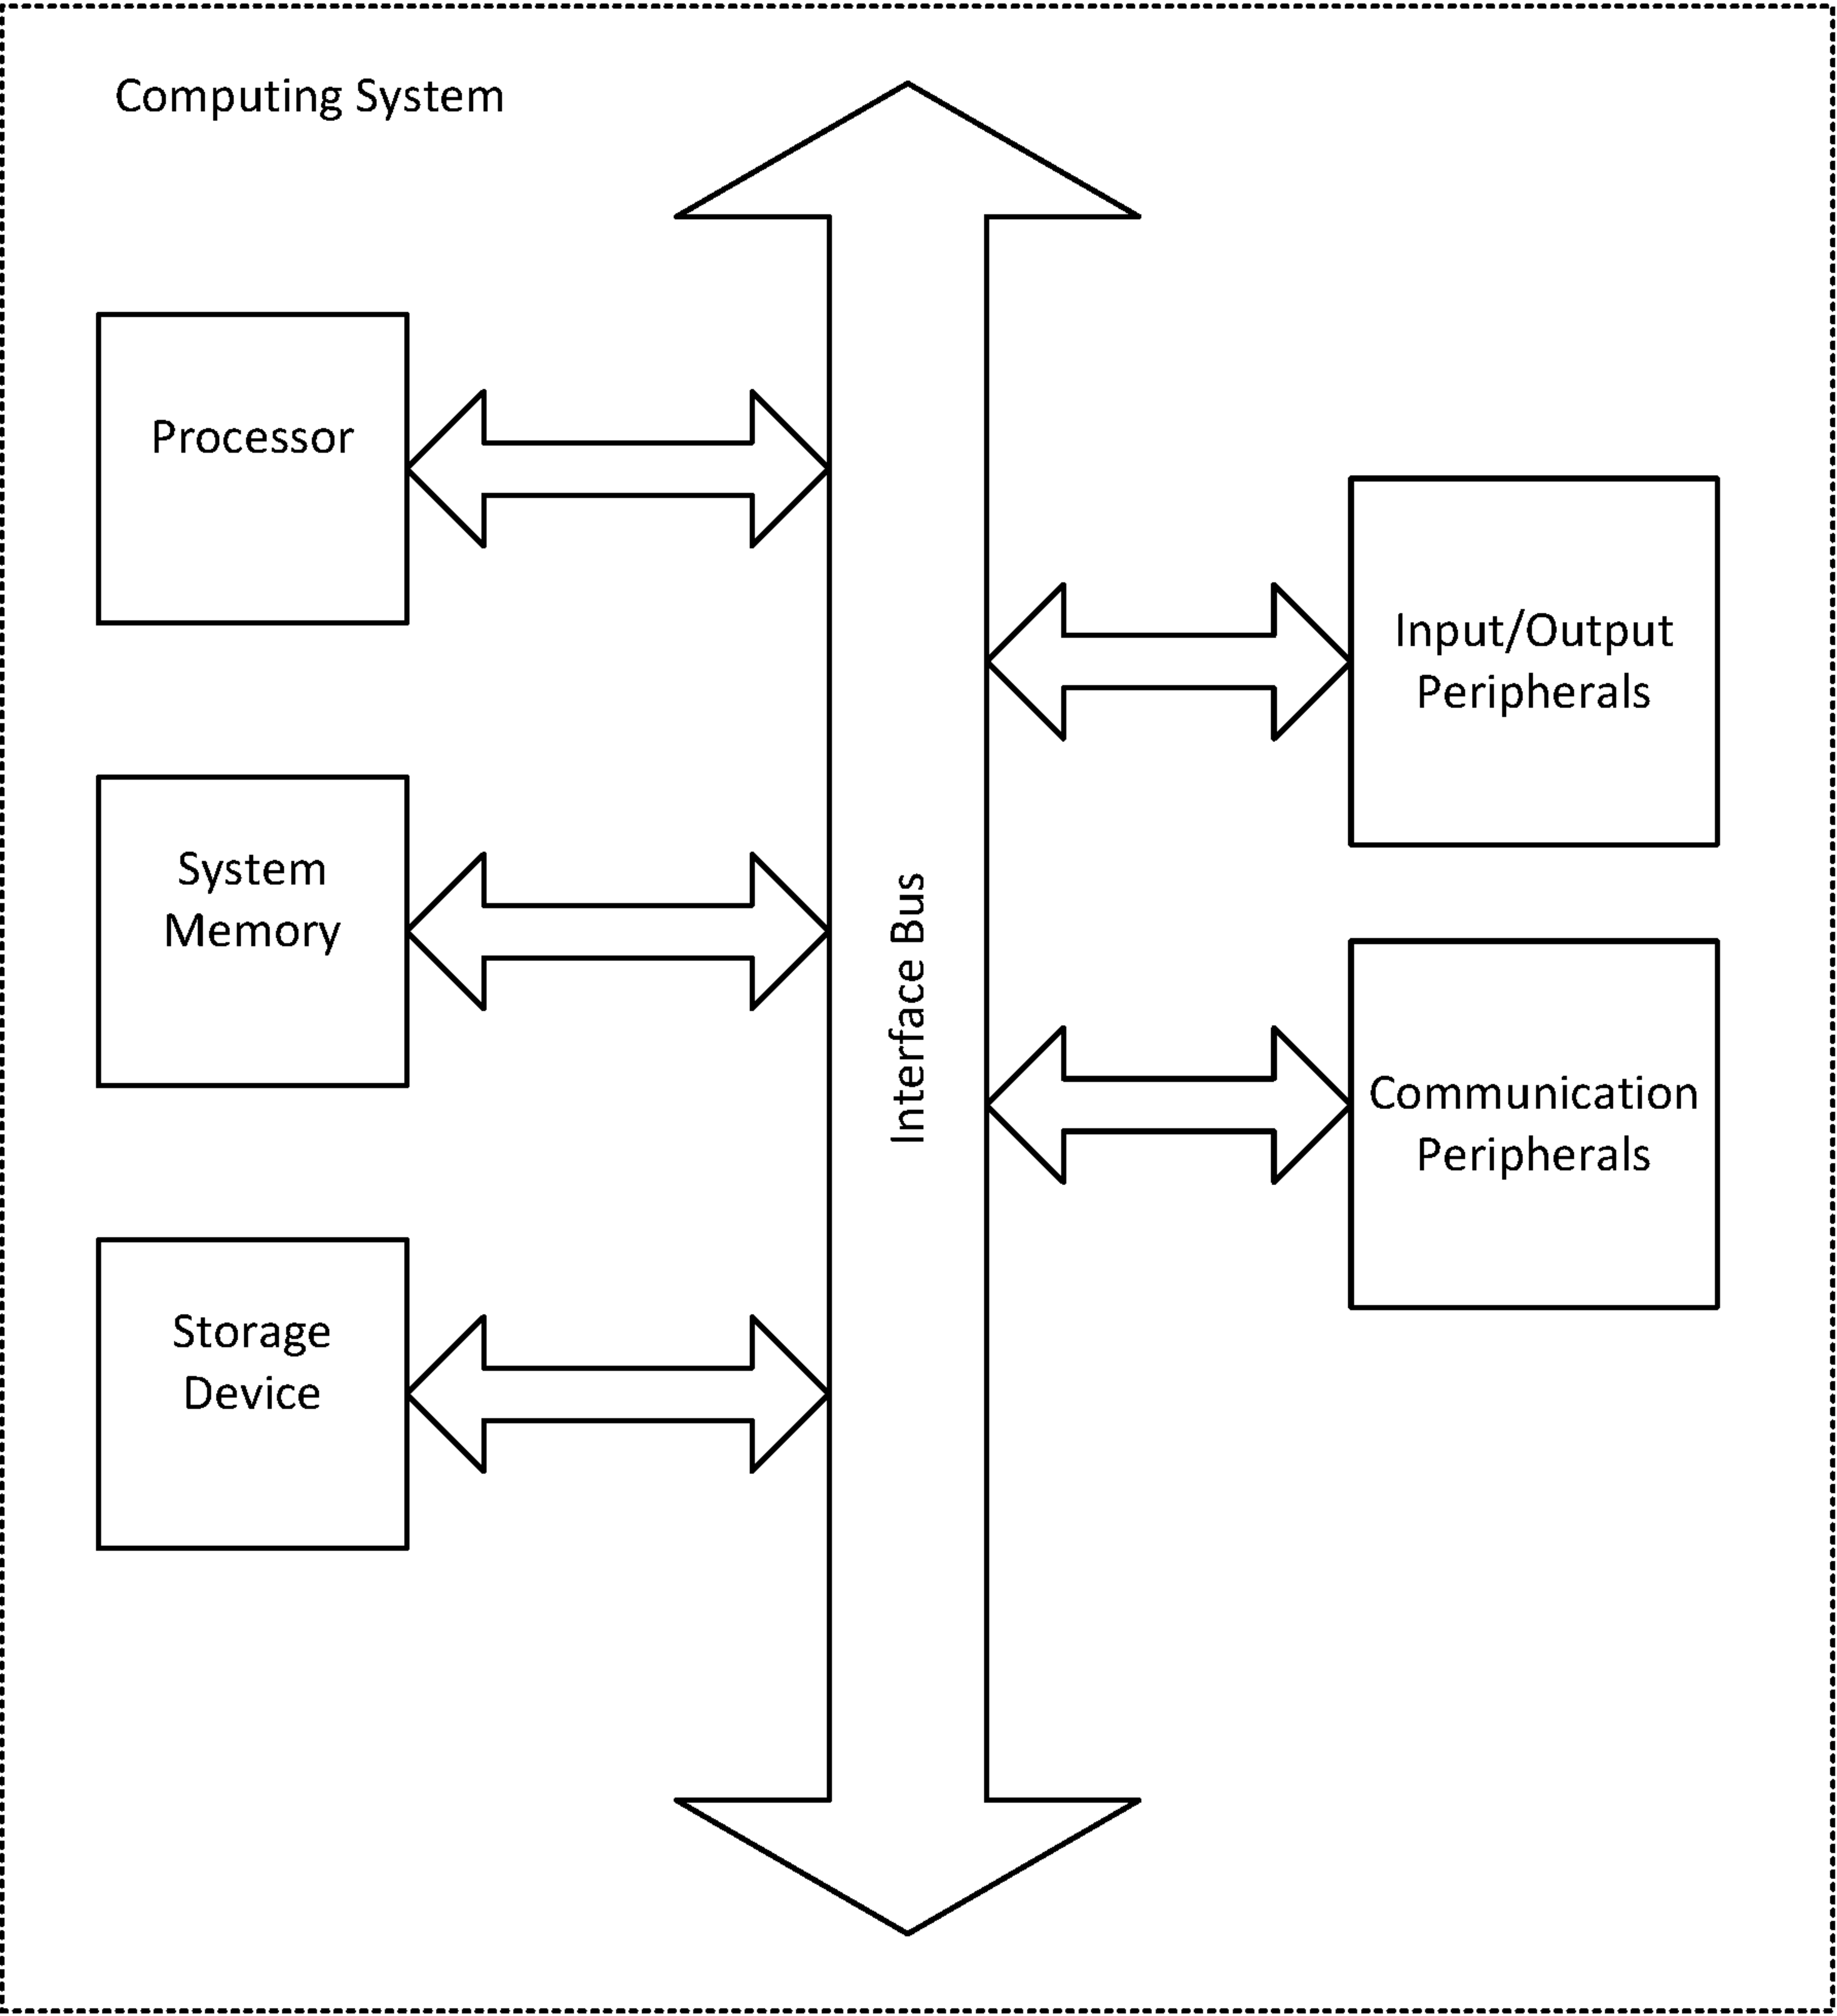 Computing System
Processor
System
Memory
Storage
Device
Interface Bus
Input/Output
Peripherals
Communication
Peripherals